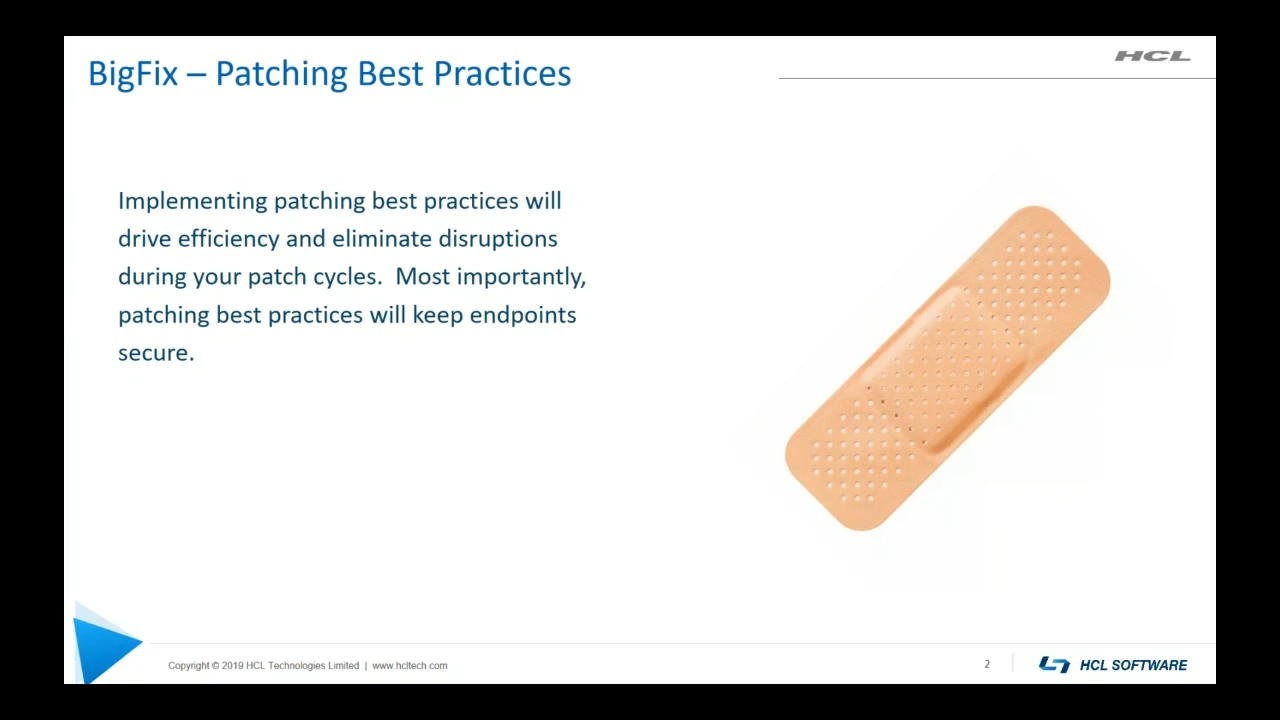 BigFix – Patching Best Practices
HCL
Implementing patching best practices will
drive efficiency and eliminate disruptions
during your patch cycles.  Most importantly,
patching best practices will keep endpoints
secure.
Copyright © 2019 HCL Technologies Limited | www.hcltech.com
2
HCL SOFTWARE